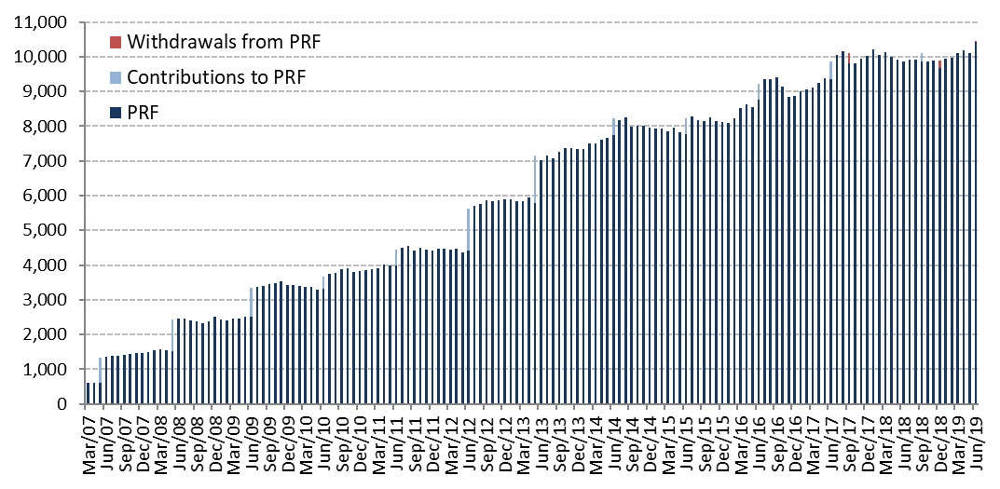 11,000
10,000
9,000
8,000
7,000
6,000
5,000
4,000
3,000
2,000
1,000
0
Withdrawals from PRF
Contributions to PRF
PRF
Mar/07
Jun/07
Sep/07
Dec/07
Mar/08
Jun/08
Sep/08
Dec/08
Mar/09
Jun/09
Sep/09
Dec/09
Mar/10
Jun/10
Sep/10
Dec/10
Mar/11
Jun/11
Sep/11
Dec/11
Mar/12
Jun/12
Sep/12
Dec/12
Mar/13
Jun/13
Sep/13
Dec/13
Mar/14
Jun/14
Sep/14
Dec/14
Mar/15
Jun/15
Sep/15
Dec/15
Mar/16
Jun/16
Sep/16
Dec/16
Mar/17
Jun/17
Sep/17
Dec/17
Mar/18
Jun/18
Sep/18
Dec/18
Mar/19
Jun/19